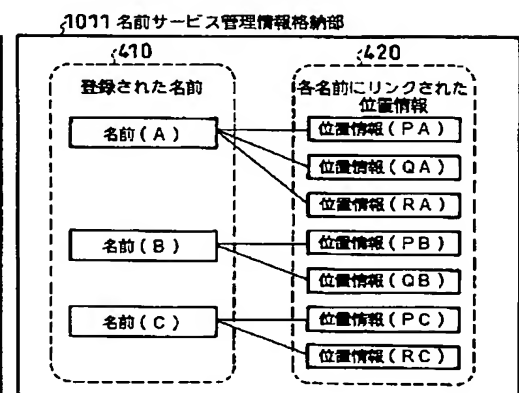 1011 名前サービス管理情報格納部
410
登録された名前
名前(A)
名前(B)
名前(C)
420
各名前にリンクされた
位置情報
位置情報(PA)
位置情報(QA)
位置情報(RA)
位置情報(PB)
位置情報(QB)
位置情報(PC)
位置情報(RC)